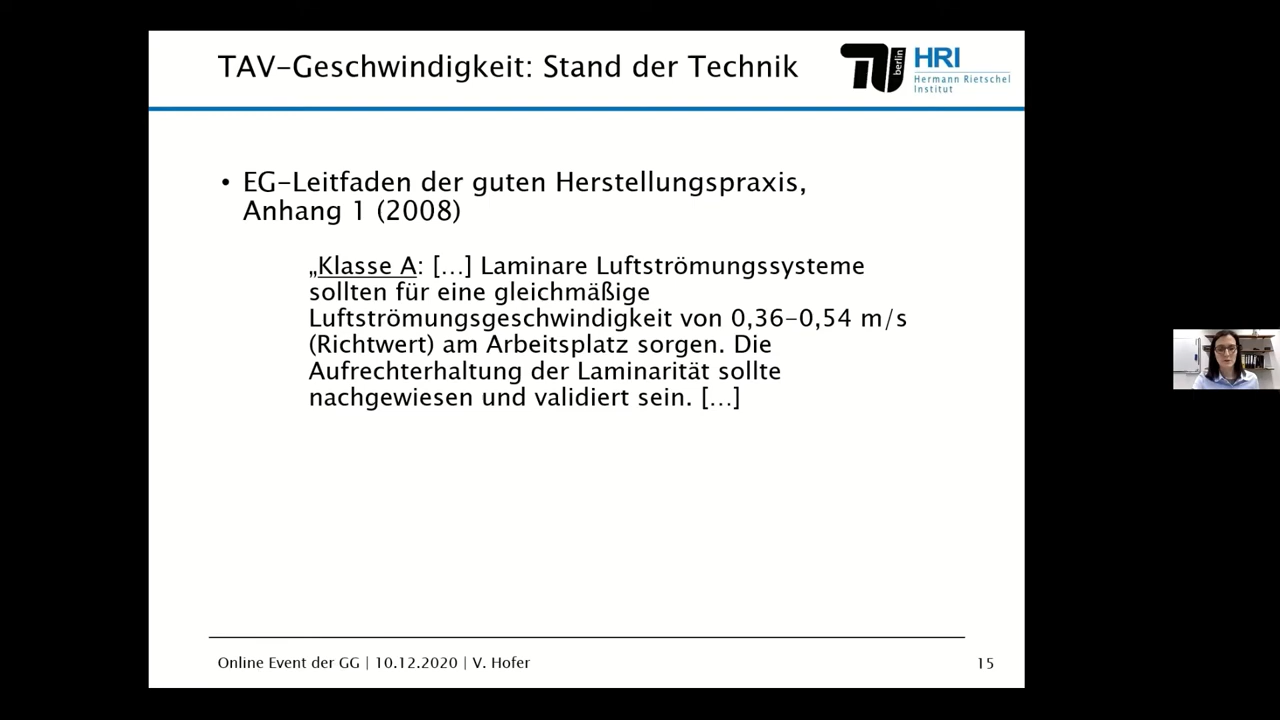 TAV-Geschwindigkeit: Stand der Technik
TU berlin
HRI
Hermann Rietschel
Institut
• EG-Leitfaden der guten Herstellungspraxis,
Anhang 1 (2008)
„Klasse A: […] Laminare Luftströmungssysteme
sollten für eine gleichmäßige
Luftströmungsgeschwindigkeit von 0,36-0,54 m/s
(Richtwert) am Arbeitsplatz sorgen. Die
Aufrechterhaltung der Laminarität sollte
nachgewiesen und validiert sein. […]
Online Event der GG | 10.12.2020 | V. Hofer
15